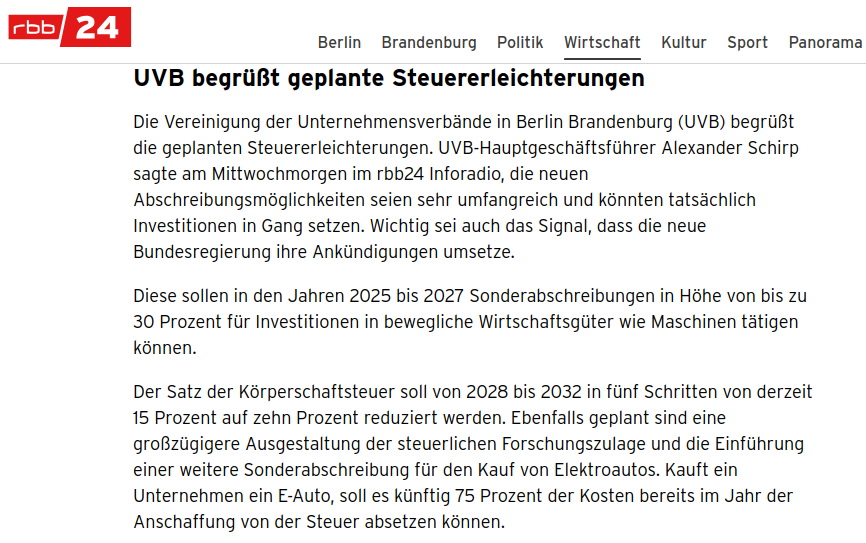 rbb 24
Berlin Brandenburg Politik Wirtschaft Kultur Sport Panorama
UVB begrüßt geplante Steuererleichterungen
Die Vereinigung der Unternehmensverbände in Berlin Brandenburg (UVB) begrüßt
die geplanten Steuererleichterungen. UVB-Hauptgeschäftsführer Alexander Schirp
sagte am Mittwochmorgen im rbb24 Inforadio, die neuen
Abschreibungsmöglichkeiten seien sehr umfangreich und könnten tatsächlich
Investitionen in Gang setzen. Wichtig sei auch das Signal, dass die neue
Bundesregierung ihre Ankündigungen umsetze.
Diese sollen in den Jahren 2025 bis 2027 Sonderabschreibungen in Höhe von bis zu
30 Prozent für Investitionen in bewegliche Wirtschaftsgüter wie Maschinen tätigen
können.
Der Satz der Körperschaftsteuer soll von 2028 bis 2032 in fünf Schritten von derzeit
15 Prozent auf zehn Prozent reduziert werden. Ebenfalls geplant sind eine
großzügigere Ausgestaltung der steuerlichen Forschungszulage und die Einführung
einer weitere Sonderabschreibung für den Kauf von Elektroautos. Kauft ein
Unternehmen ein E-Auto, soll es künftig 75 Prozent der Kosten bereits im Jahr der
Anschaffung von der Steuer absetzen können.